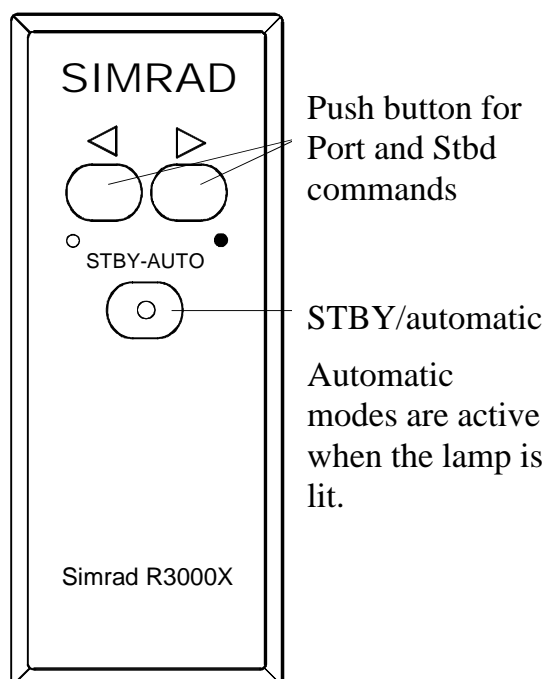 SIMRAD
STBY-AUTO
Simrad R3000X
Push button for
Port and Stbd
commands
STBY/automatic
Automatic
modes are active
when the lamp is
lit.